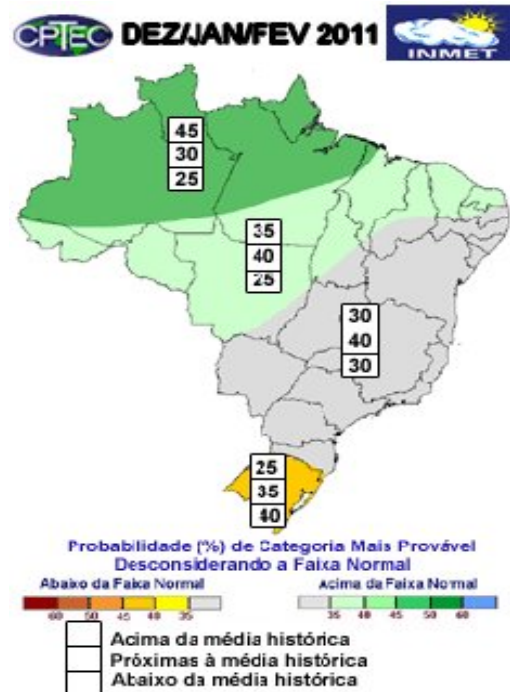 CPTEC DEZ/JAN/FEV 2011 INMET
45
30
25
35
40
25
30
40
30
25
35
40
Probabilidade (%) de Categoria Mais Provável
Desconsiderando a Faixa Normal
Abaixo da Faixa Normal Acima da Faixa Normal
60 50 45 40 35 35 40 45 50 60
Acima da média histórica
Próximas à média histórica
Abaixo da média histórica